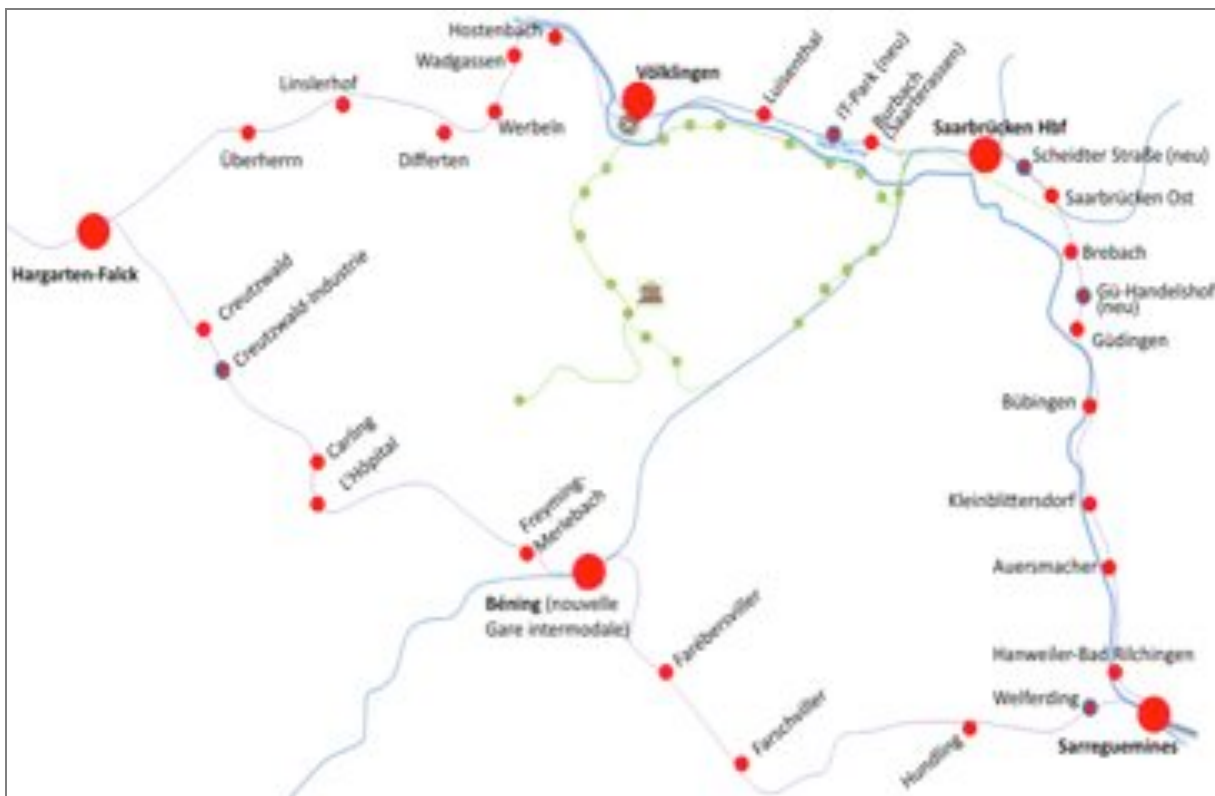 Hostenbach
Wadgassen
Linslerhof
Völklingen
Luisenthal
IT-Park (neu)
Burbach
(Saarterassen)
Saarbrücken Hbf
Scheidter Straße (neu)
Saarbrücken Ost
Werbeln
Differten
Überherrn
Hargarten-Falck
Creutzwald
Creutzwald-Industrie
Brebach
Gü-Handelshof
(neu)
Güdingen
Bübingen
Carling
L'Hôpital
Freyming-
Merlebach
Kleinblittersdorf
Auersmacher
Béning (nouvelle
Gare intermodale)
Farébersviller
Farschviller
Hanweiler-Bad Rilchingen
Welferding
Hundling
Sarreguemines